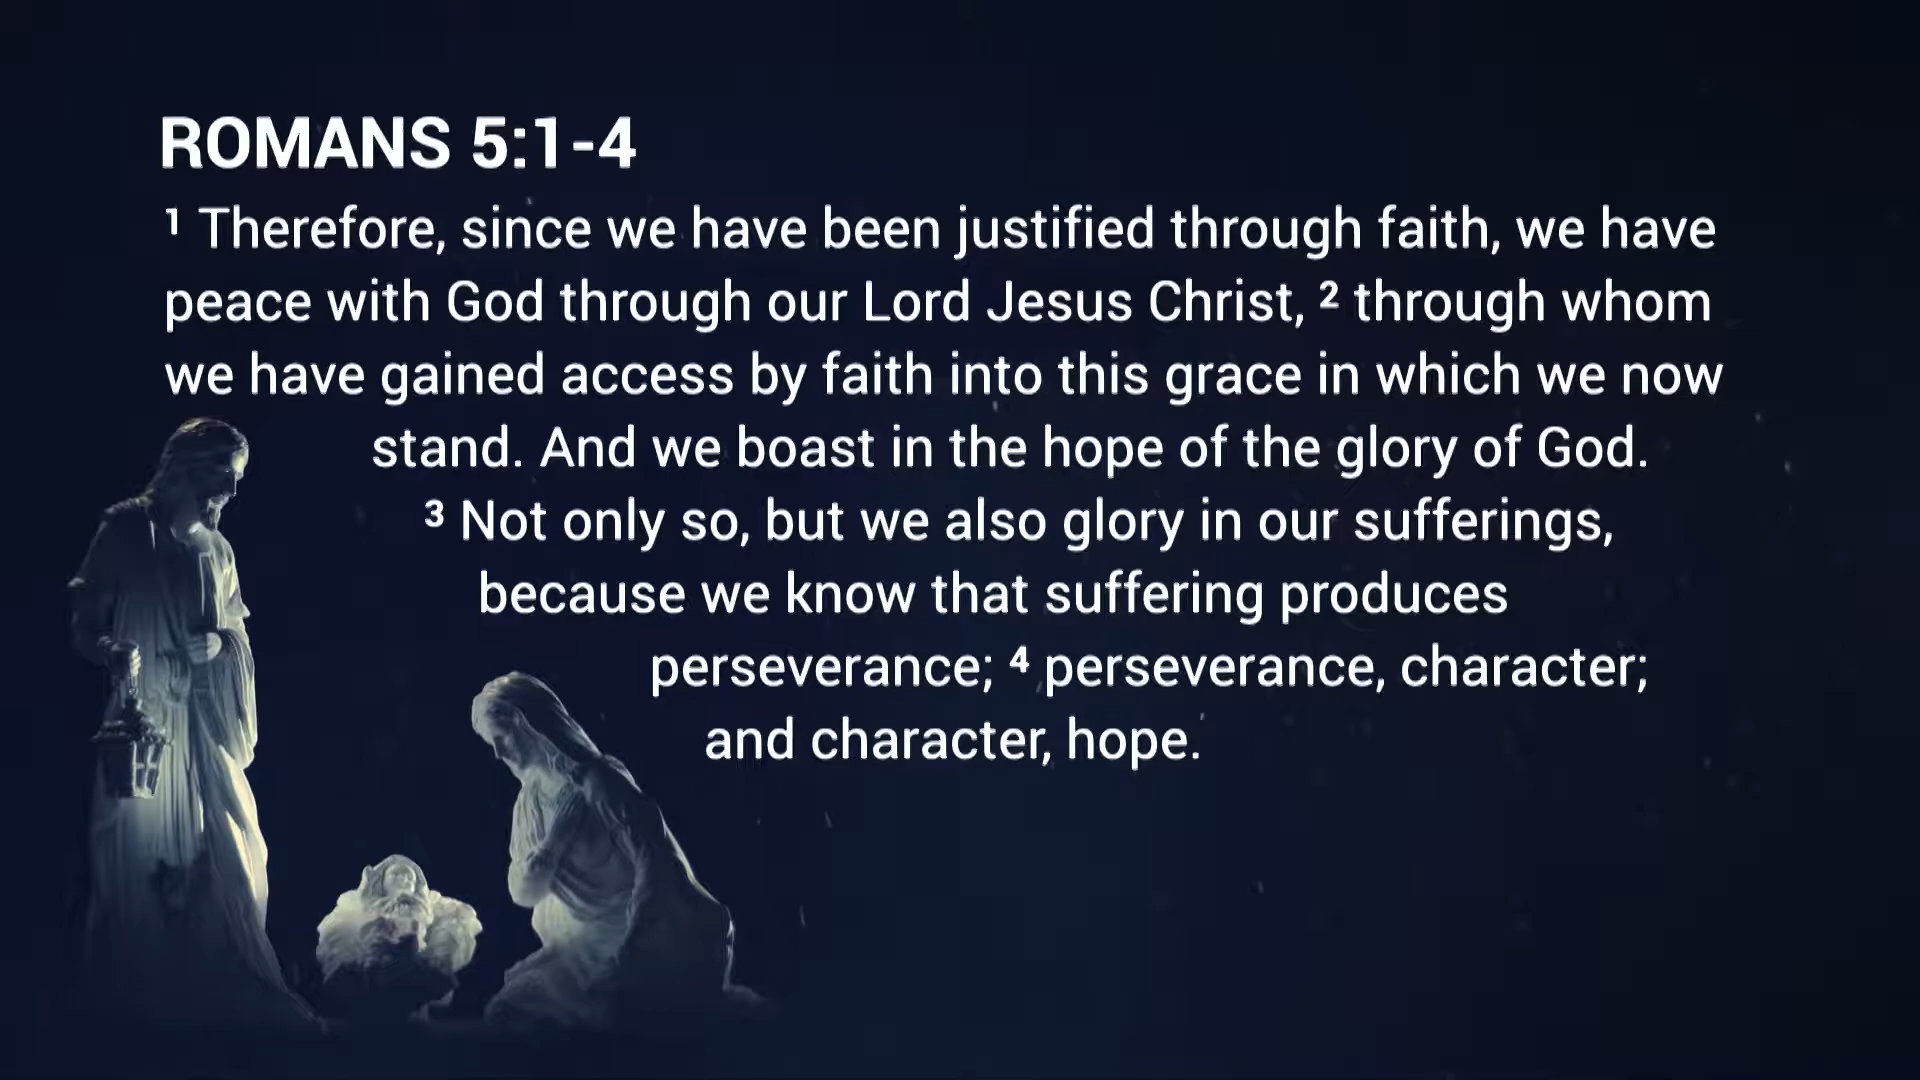 ROMANS 5:1-4
¹ Therefore, since we have been justified through faith, we have
peace with God through our Lord Jesus Christ, ² through whom
we have gained access by faith into this grace in which we now
stand. And we boast in the hope of the glory of God.
³ Not only so, but we also glory in our sufferings,
because we know that suffering produces
perseverance; ⁴ perseverance, character;
and character, hope.